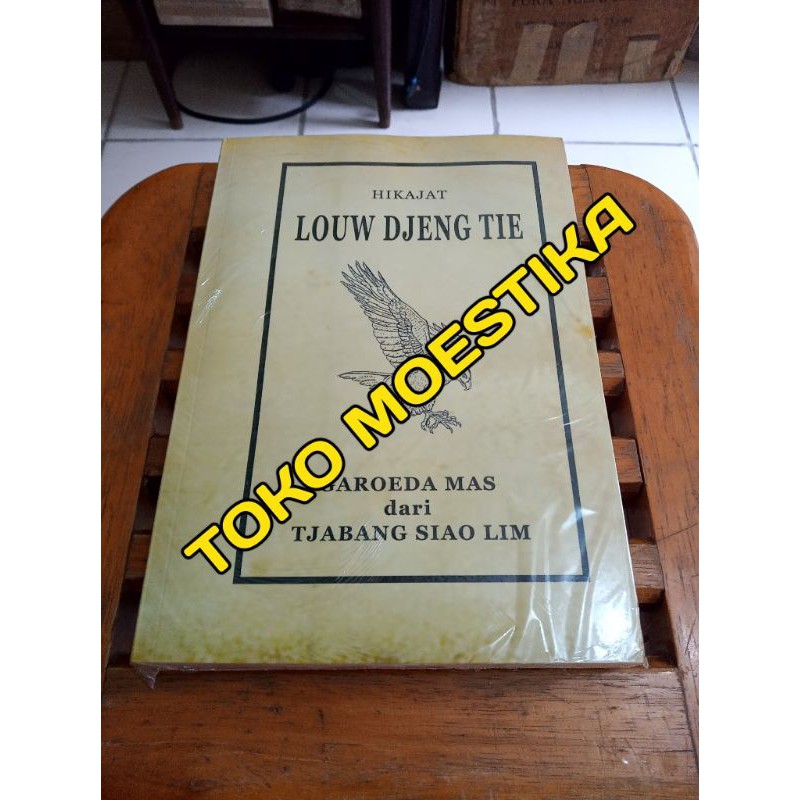 HIKAJAT
LOUW DJENG TIE
TOKO MOESTIKA
GAROEDA MAS
dari
TJABANG SIAO LIM